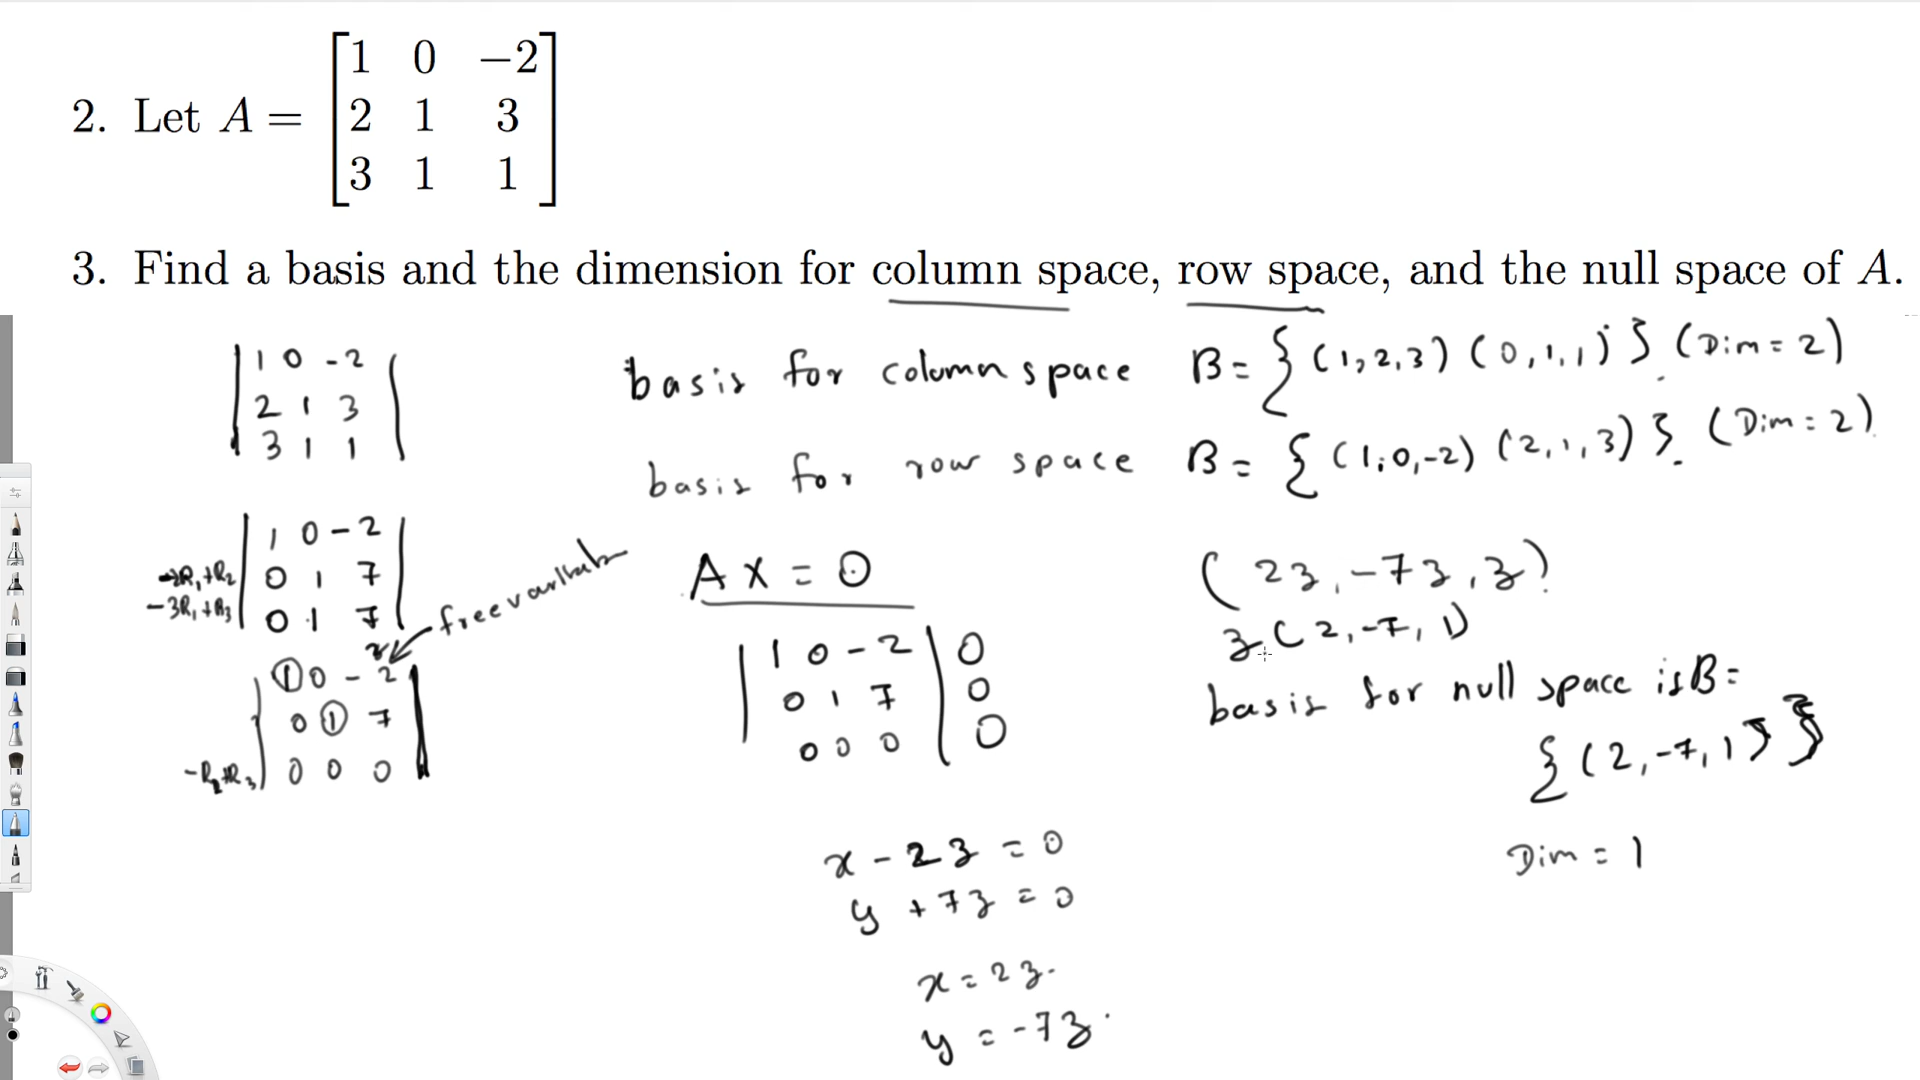 2. Let A = [1 0 −2
2 1 3
3 1 1]
3. Find a basis and the dimension for column space, row space, and the null space of A.
| 1 0 -2 |
| 2 1 3 |
| 3 1 1 |
| 1 0 -2 |
-2R₁+R₂ | 0 1 7 |
-3R₁+R₃ | 0 1 7 |
free variable
| 1 0 -2 |
| 0 1 7 |
-R₂+R₃ | 0 0 0 |
basis for column space B = { (1,2,3) (0,1,1) } (Dim = 2)
basis for row space B = { (1,0,-2) (2,1,3) }. (Dim = 2)
AX = 0
| 1 0 -2 | 0
| 0 1 7 | 0
| 0 0 0 | 0
x - 2z = 0
y + 7z = 0
x = 2z.
y = -7z.
(2z, -7z, z)
z(2, -7, 1)
basis for null space is B =
{ (2, -7, 1) }
Dim = 1